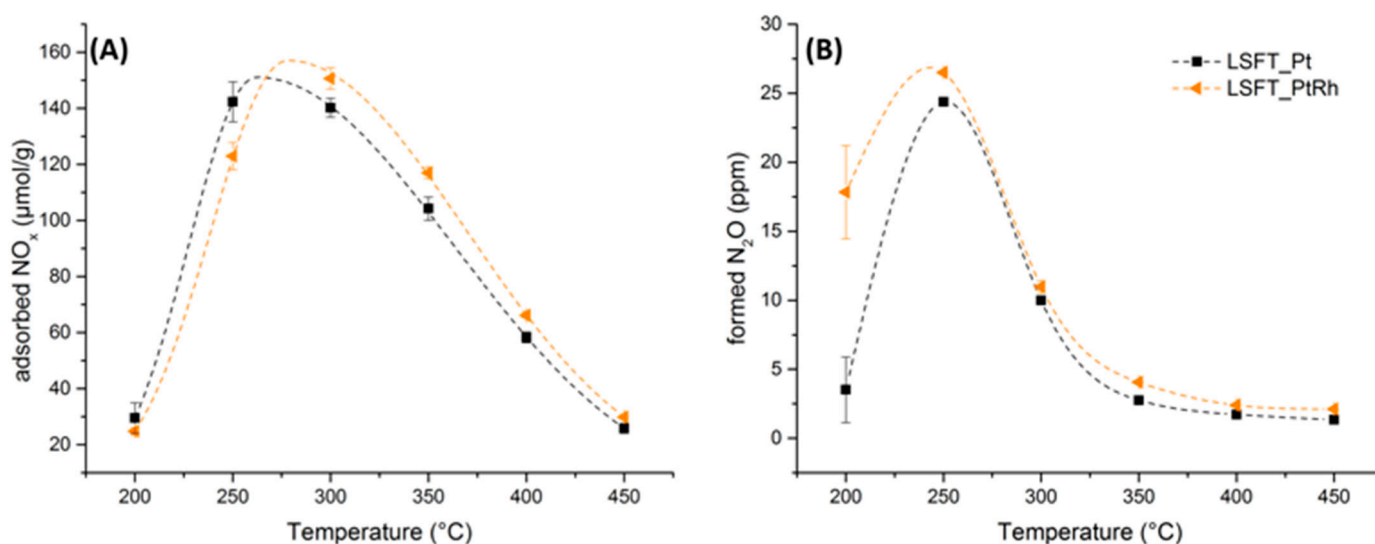 (A)
adsorbed NOₓ (μmol/g)
160
140
120
100
80
60
40
20
200 250 300 350 400 450
Temperature (°C)
(B)
LSFT_Pt
LSFT_PtRh
formed N₂O (ppm)
30
25
20
15
10
5
0
200 250 300 350 400 450
Temperature (°C)